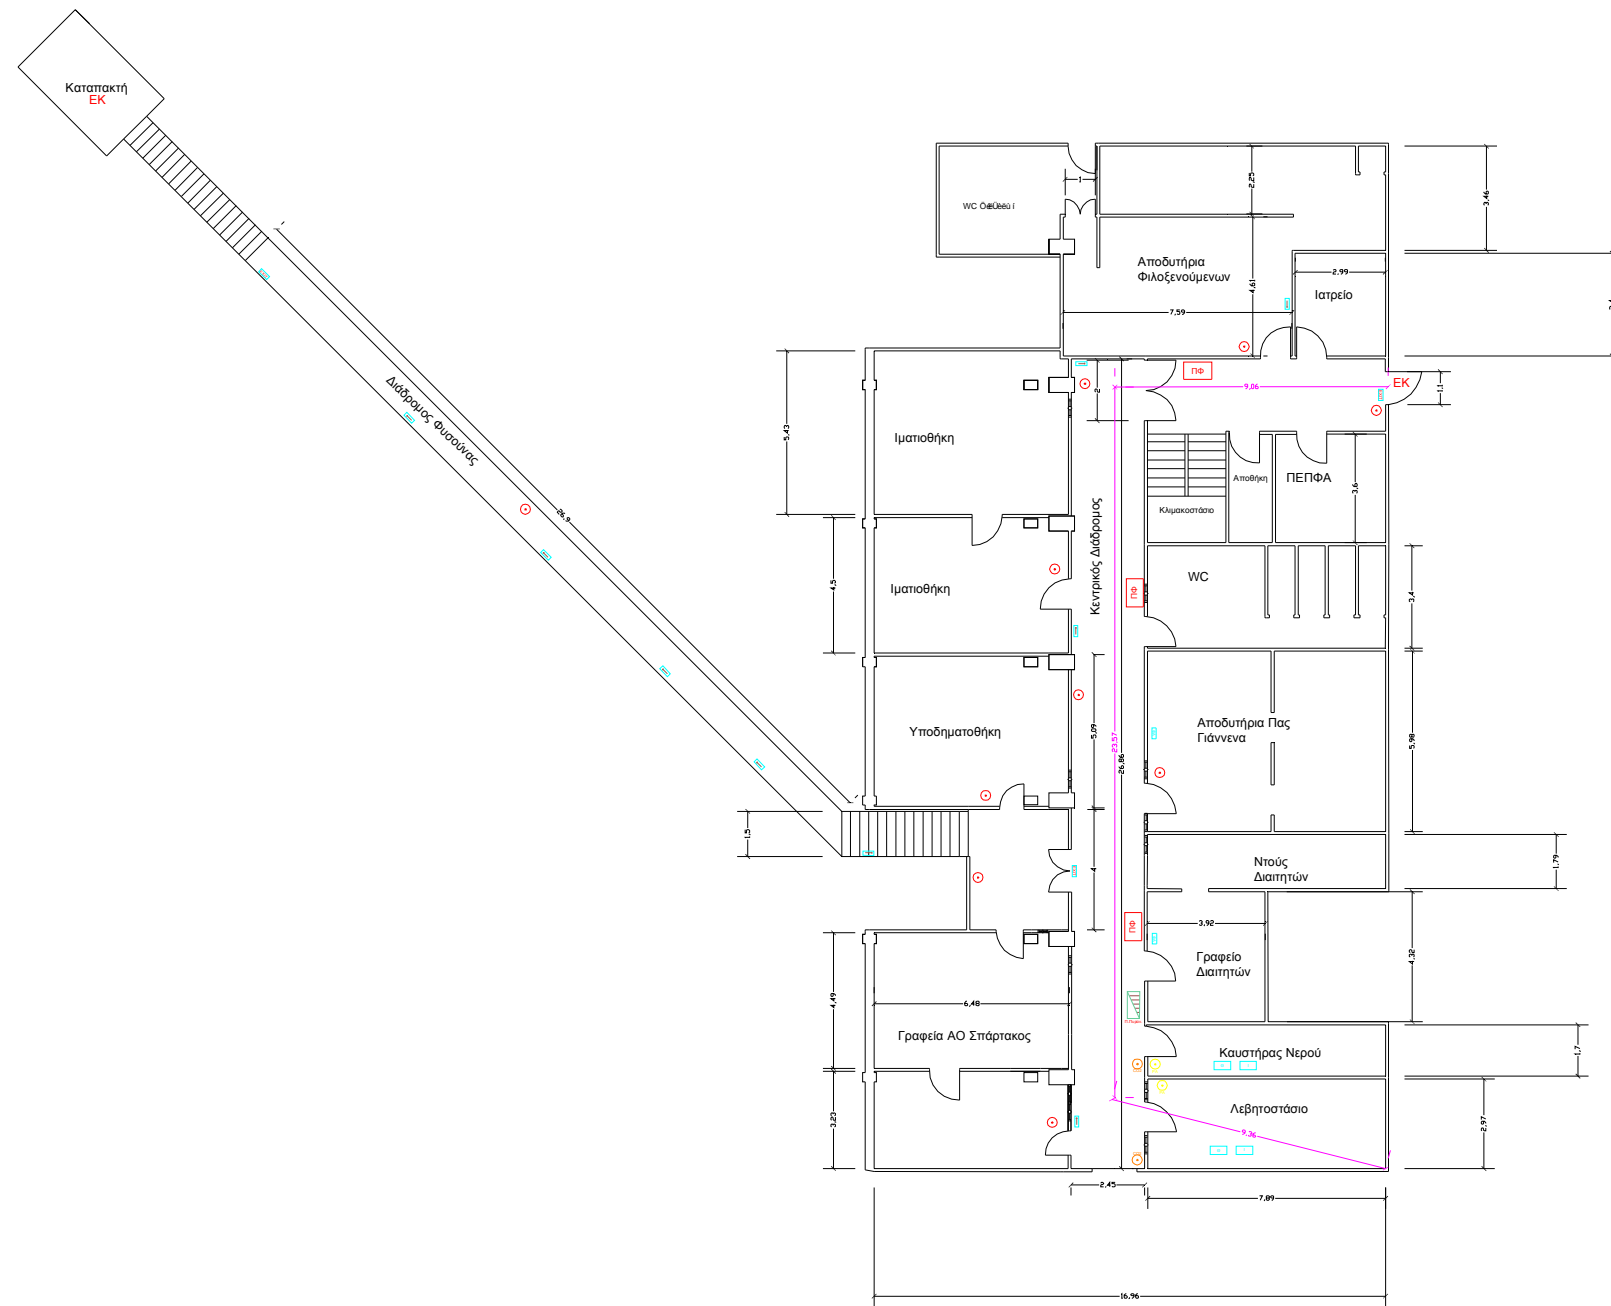 Καταπακτή
ΕΚ
WC
1
2,25
3,46
Αποδυτήρια
Φιλοξενούμενων
4,61
2,99
Ιατρείο
7,59
Διάδρομος Φυσούνας
26,9
5,43
Ιματιοθήκη
2
ΠΦ
9,06
ΕΚ
1,1
Κλιμακοστάσιο
Αποθήκη
ΠΕΠΦΑ
3,6
Κεντρικός Διάδρομος
4,5
Ιματιοθήκη
ΠΦ
WC
3,4
Υποδηματοθήκη
5,09
23,57
26,86
Αποδυτήρια Πας
Γιάννενα
5,98
1,5
4
Ντούς
Διαιτητών
1,79
ΠΦ
3,92
Γραφείο
Διαιτητών
4,32
4,49
6,48
Γραφεία ΑΟ Σπάρτακος
Καυστήρας Νερού
1,7
3,23
Λεβητοστάσιο
9,36
2,97
2,45
7,89
16,96